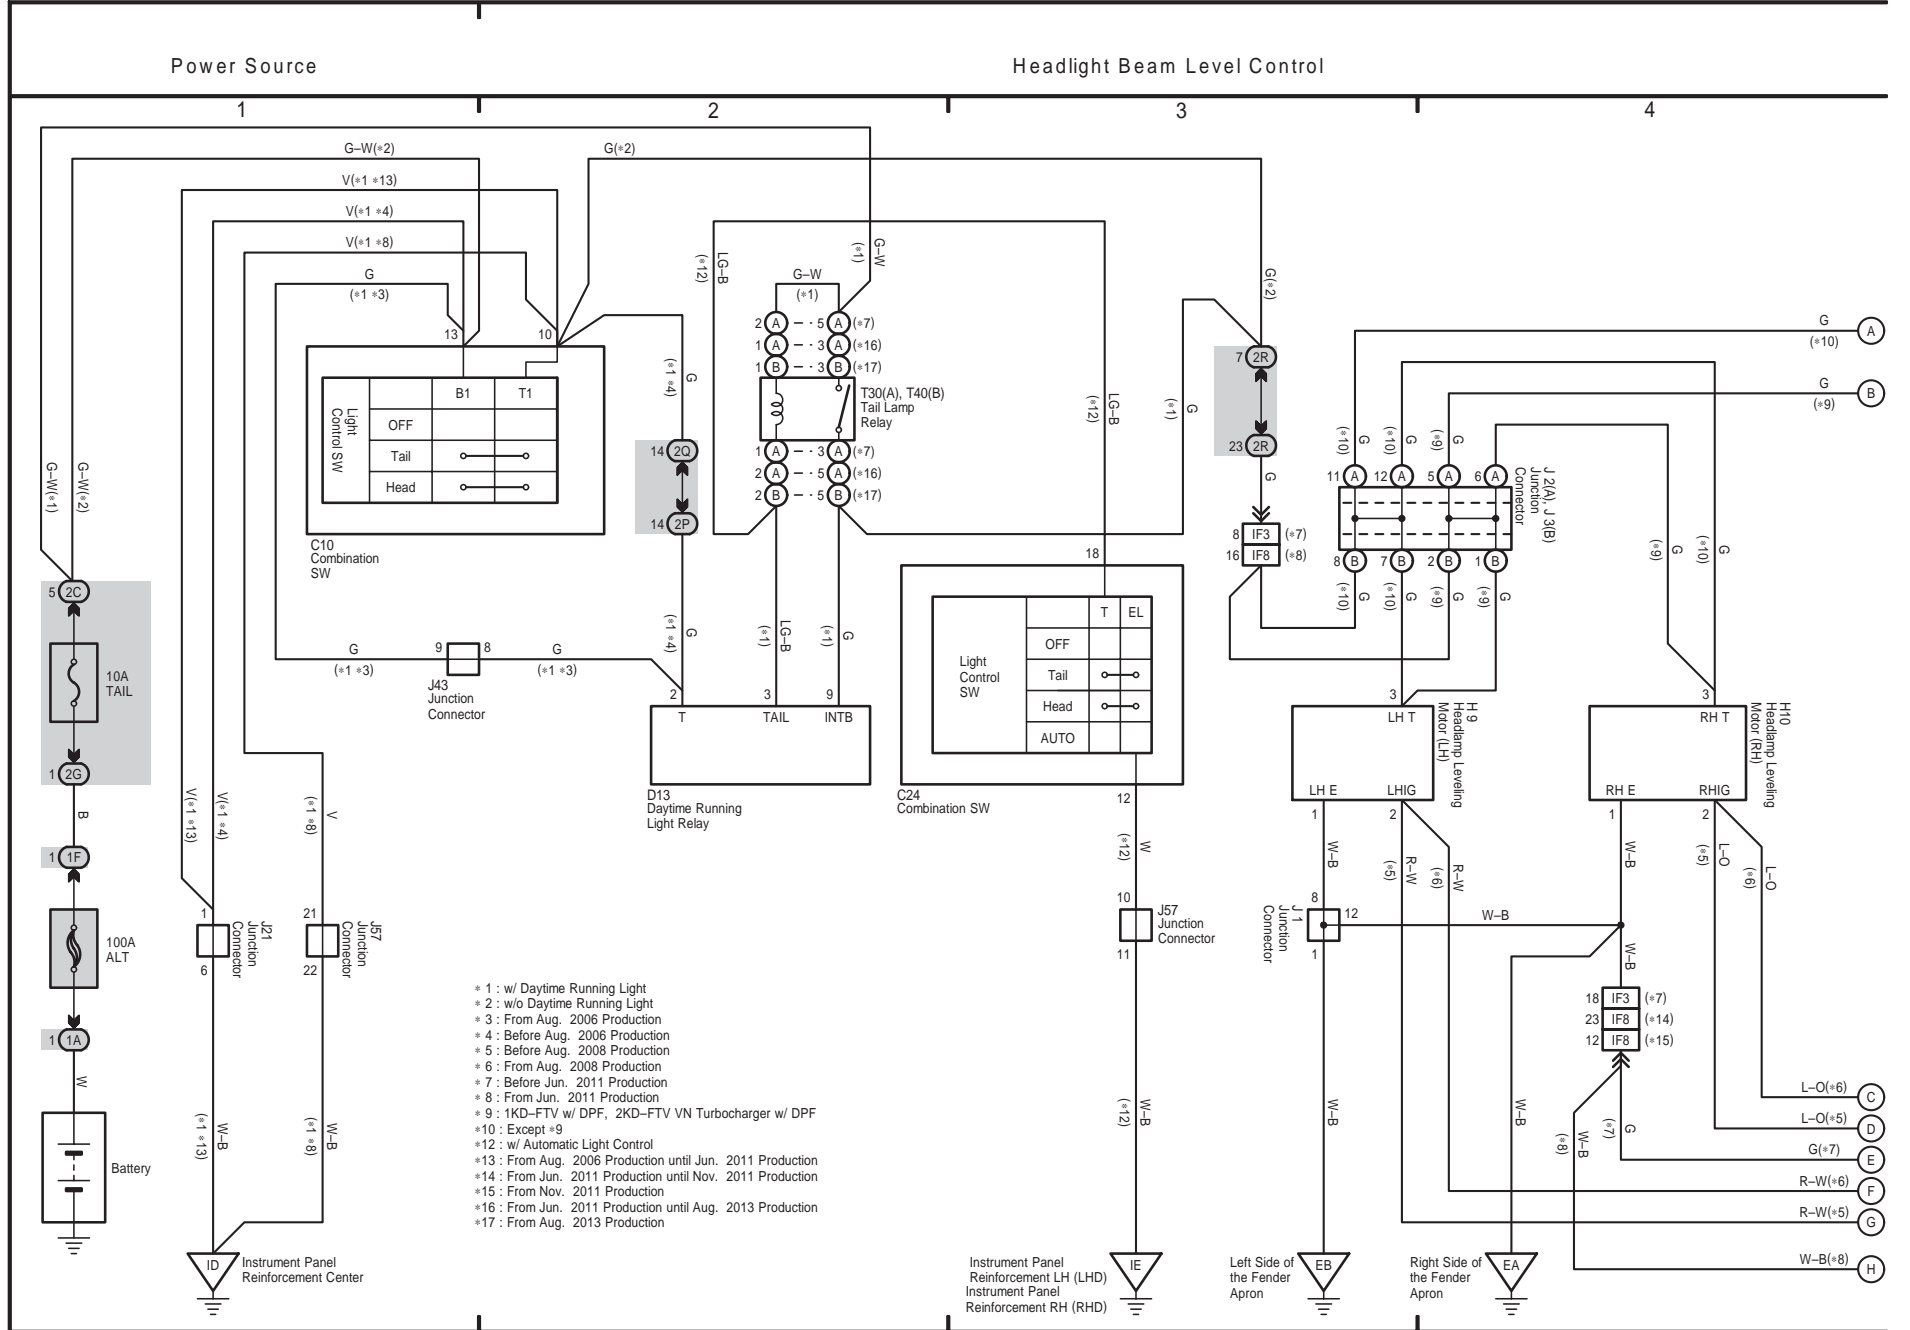 Power Source
Headlight Beam Level Control
1
2
3
4
G–W(*2)
G(*2)
V(*1 *13)
V(*1 *4)
V(*1 *8)
G
(*1 *3)
13
10
B1
T1
Light
Control SW
OFF
Tail
Head
C10
Combination
SW
G–W(*1)
G–W(*2)
5
2C
10A
TAIL
1
2G
B
1
1F
100A
ALT
1
1A
W
Battery
V(*1 *13)
V(*1 *4)
V
(*1 *8)
1
J21
Junction
Connector
6
21
J57
Junction
Connector
22
W–B
(*1 *13)
W–B
(*1 *8)
ID
Instrument Panel
Reinforcement Center
G
(*1 *3)
9
8
J43
Junction
Connector
G
(*1 *3)
G
(*1 *4)
14
2Q
14
2P
G
(*1 *4)
LG–B
(*12)
G–W
(*1)
G–W
(*1)
2 A – - 5 A (*7)
1 A – - 3 A (*16)
1 B – - 3 B (*17)
T30(A), T40(B)
Tail Lamp
Relay
1 A – - 3 A (*7)
2 A – - 5 A (*16)
2 B – - 5 B (*17)
LG–B
(*1)
G
(*1)
2
3
9
T
TAIL
INTB
D13
Daytime Running
Light Relay
LG–B
(*12)
G
(*1)
18
T
EL
Light
Control
SW
OFF
Tail
Head
AUTO
C24
Combination SW
12
W
(*12)
10
J57
Junction
Connector
11
W–B
(*12)
IE
Instrument Panel
Reinforcement LH (LHD)
Instrument Panel
Reinforcement RH (RHD)
G(*2)
7
2R
23
2R
G
8 IF3 (*7)
16 IF8 (*8)
G
(*10)
G
(*10)
G
(*9)
G
11 A
12 A
5 A
6 A
J 2(A), J 3(B)
Junction
Connector
8 B
7 B
2 B
1 B
G
(*10)
G
(*10)
G
(*9)
G
(*9)
G
(*9)
G
(*10)
G
(*10)
A
G
(*9)
B
3
LH T
H 9
Headlamp Leveling
Motor (LH)
LH E
LHIG
1
2
3
RH T
H10
Headlamp Leveling
Motor (RH)
RH E
RHIG
1
2
W–B
R–W
(*5)
R–W
(*6)
W–B
L–O
(*5)
L–O
(*6)
8
12
J 1
Junction
Connector
1
W–B
W–B
18 IF3 (*7)
23 IF8 (*14)
12 IF8 (*15)
W–B
W–B
W–B
(*8)
G
(*7)
L–O(*6)
C
L–O(*5)
D
G(*7)
E
R–W(*6)
F
R–W(*5)
G
W–B(*8)
H
Left Side of
the Fender
Apron
EB
Right Side of
the Fender
Apron
EA
* 1 : w/ Daytime Running Light
* 2 : w/o Daytime Running Light
* 3 : From Aug. 2006 Production
* 4 : Before Aug. 2006 Production
* 5 : Before Aug. 2008 Production
* 6 : From Aug. 2008 Production
* 7 : Before Jun. 2011 Production
* 8 : From Jun. 2011 Production
* 9 : 1KD–FTV w/ DPF, 2KD–FTV VN Turbocharger w/ DPF
*10 : Except *9
*12 : w/ Automatic Light Control
*13 : From Aug. 2006 Production until Jun. 2011 Production
*14 : From Jun. 2011 Production until Nov. 2011 Production
*15 : From Nov. 2011 Production
*16 : From Jun. 2011 Production until Aug. 2013 Production
*17 : From Aug. 2013 Production